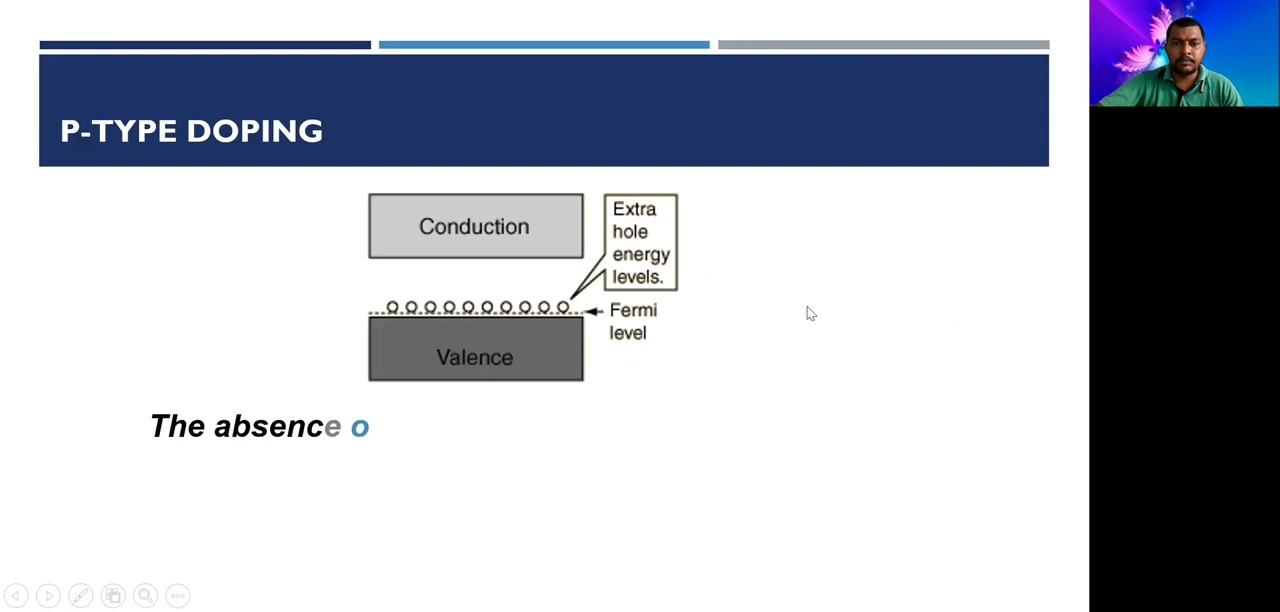 P-TYPE DOPING
Conduction
Extra
hole
energy
levels.
Fermi
level
Valence
The absence o